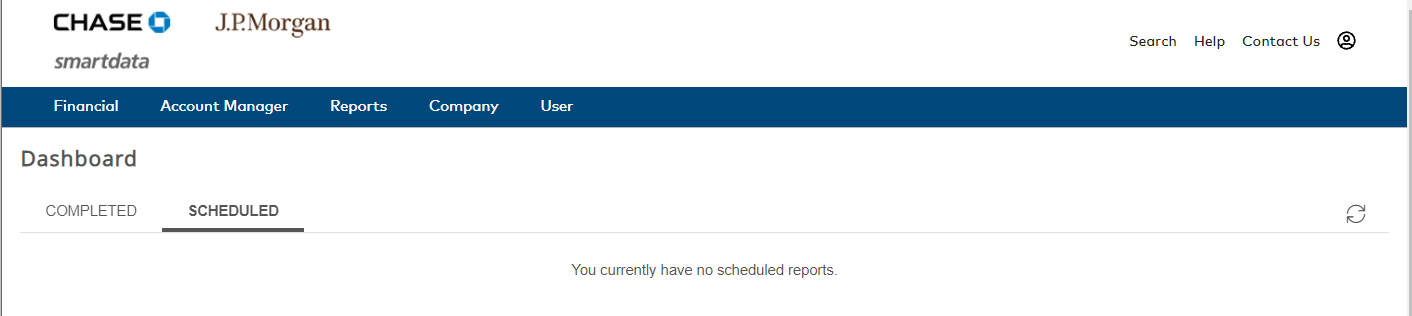 CHASE J.P.Morgan
smartdata
Search Help Contact Us
Financial Account Manager Reports Company User
Dashboard
COMPLETED SCHEDULED
You currently have no scheduled reports.